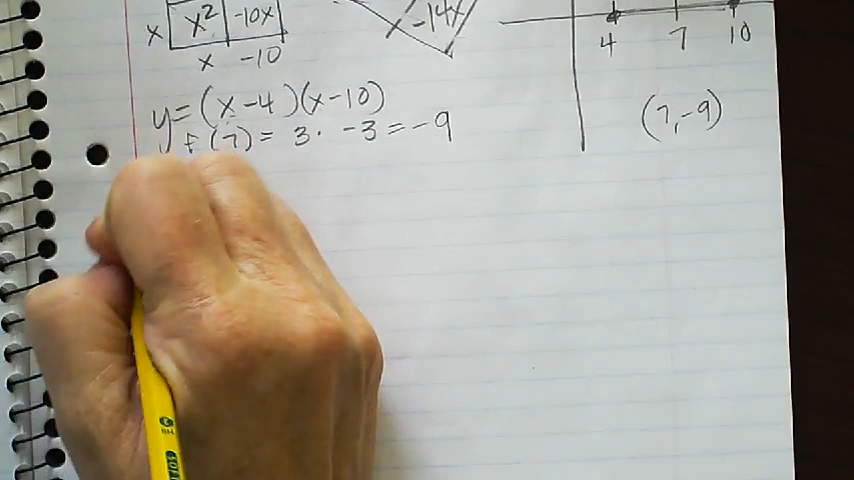 x² -10x
x
x -10
-14x
4 7 10
y = (x-4)(x-10)
f(7) = 3· -3 = -9
(7,-9)